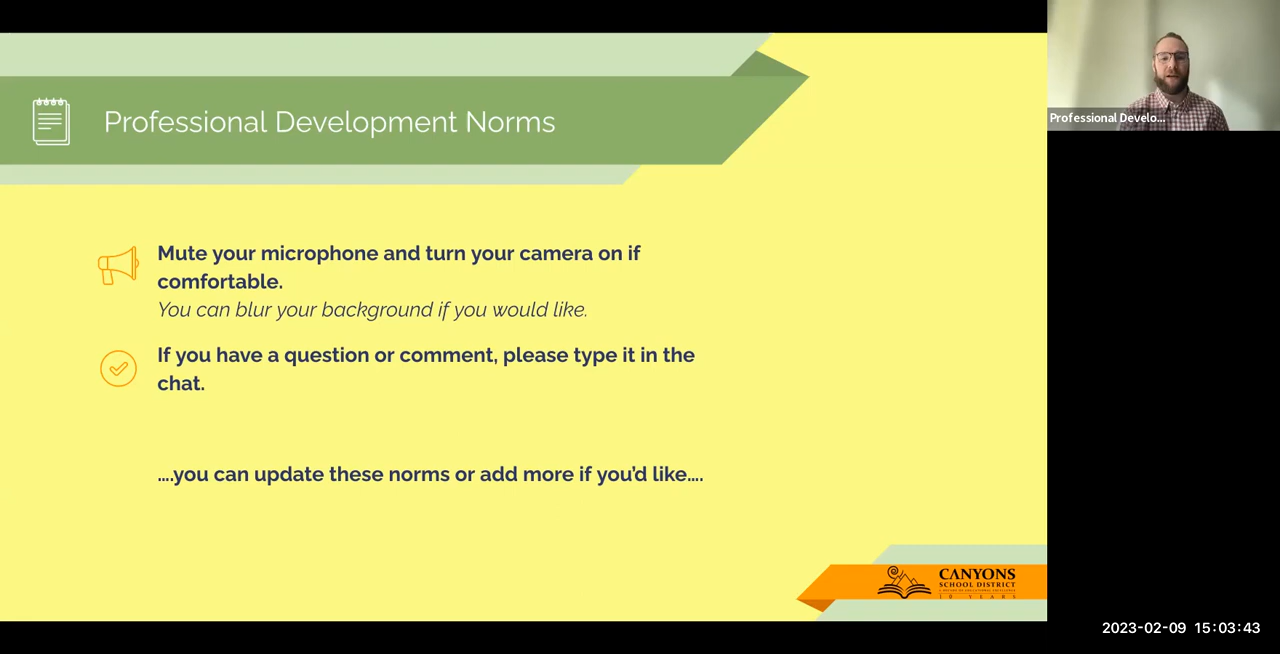 Professional Development Norms
Mute your microphone and turn your camera on if
comfortable.
You can blur your background if you would like.
If you have a question or comment, please type it in the
chat.
....you can update these norms or add more if you’d like....
CANYONS
SCHOOL DISTRICT
10 YEARS
Professional Develo...
2023-02-09 15:03:43